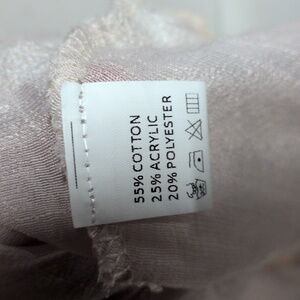 55% COTTON
25% ACRYLIC
20% POLYESTER